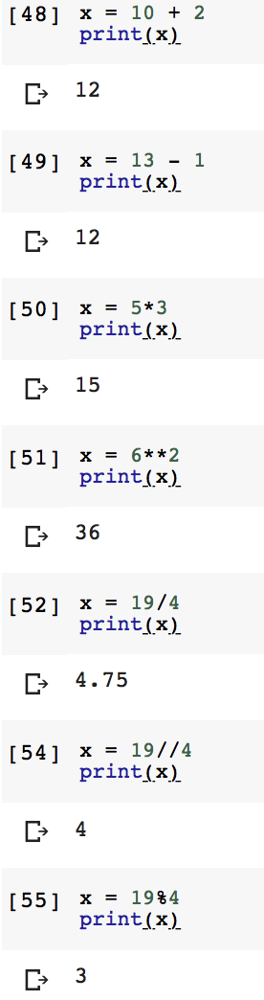 [48] x = 10 + 2
print(x)
12
[49] x = 13 - 1
print(x)
12
[50] x = 5*3
print(x)
15
[51] x = 6**2
print(x)
36
[52] x = 19/4
print(x)
4.75
[54] x = 19//4
print(x)
4
[55] x = 19%4
print(x)
3